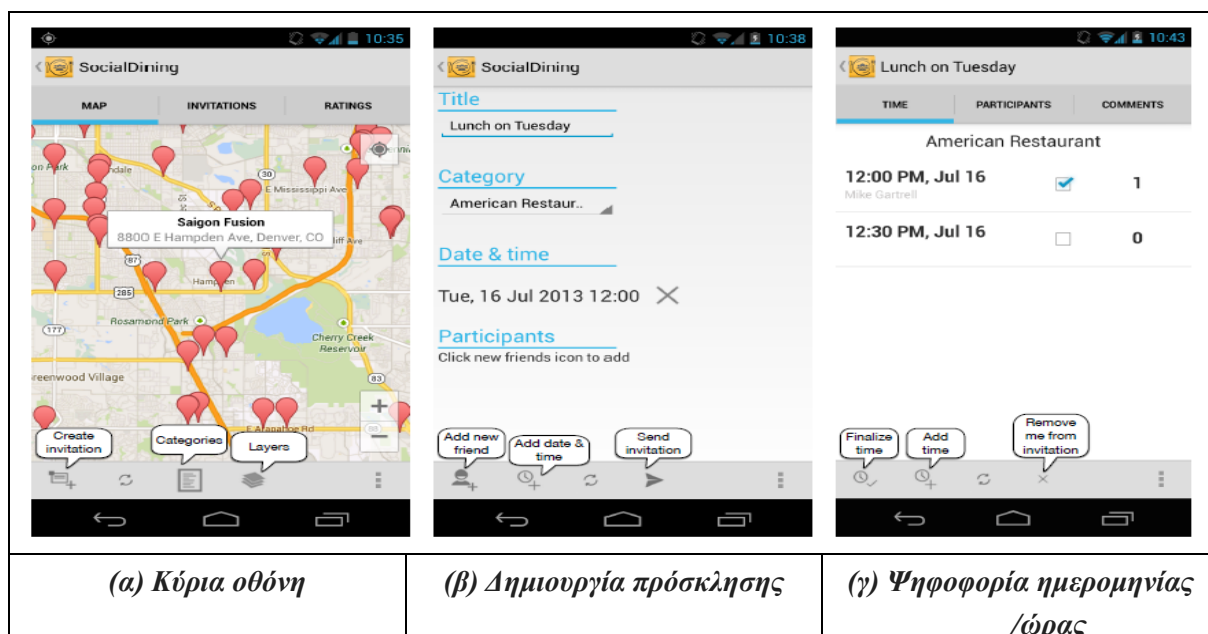 10:35
SocialDining
MAP INVITATIONS RATINGS
30
E Mississippi Ave
Saigon Fusion
8800 E Hampden Ave, Denver, CO
87
285
Rosamond Park
177
Cherry Creek
Reservoir
83
+
−
Create
invitation
Categories
Layers
10:38
SocialDining
Title
Lunch on Tuesday
Category
American Restaur..
Date & time
Tue, 16 Jul 2013 12:00
Participants
Click new friends icon to add
Add new
friend
Add date &
time
Send
invitation
10:43
Lunch on Tuesday
TIME PARTICIPANTS COMMENTS
American Restaurant
12:00 PM, Jul 16 1
Mike Gartrell
12:30 PM, Jul 16 0
Finalize
time
Add
time
Remove
me from
invitation
(α) Κύρια οθόνη
(β) Δημιουργία πρόσκλησης
(γ) Ψηφοφορία ημερομηνίας
/ώρας